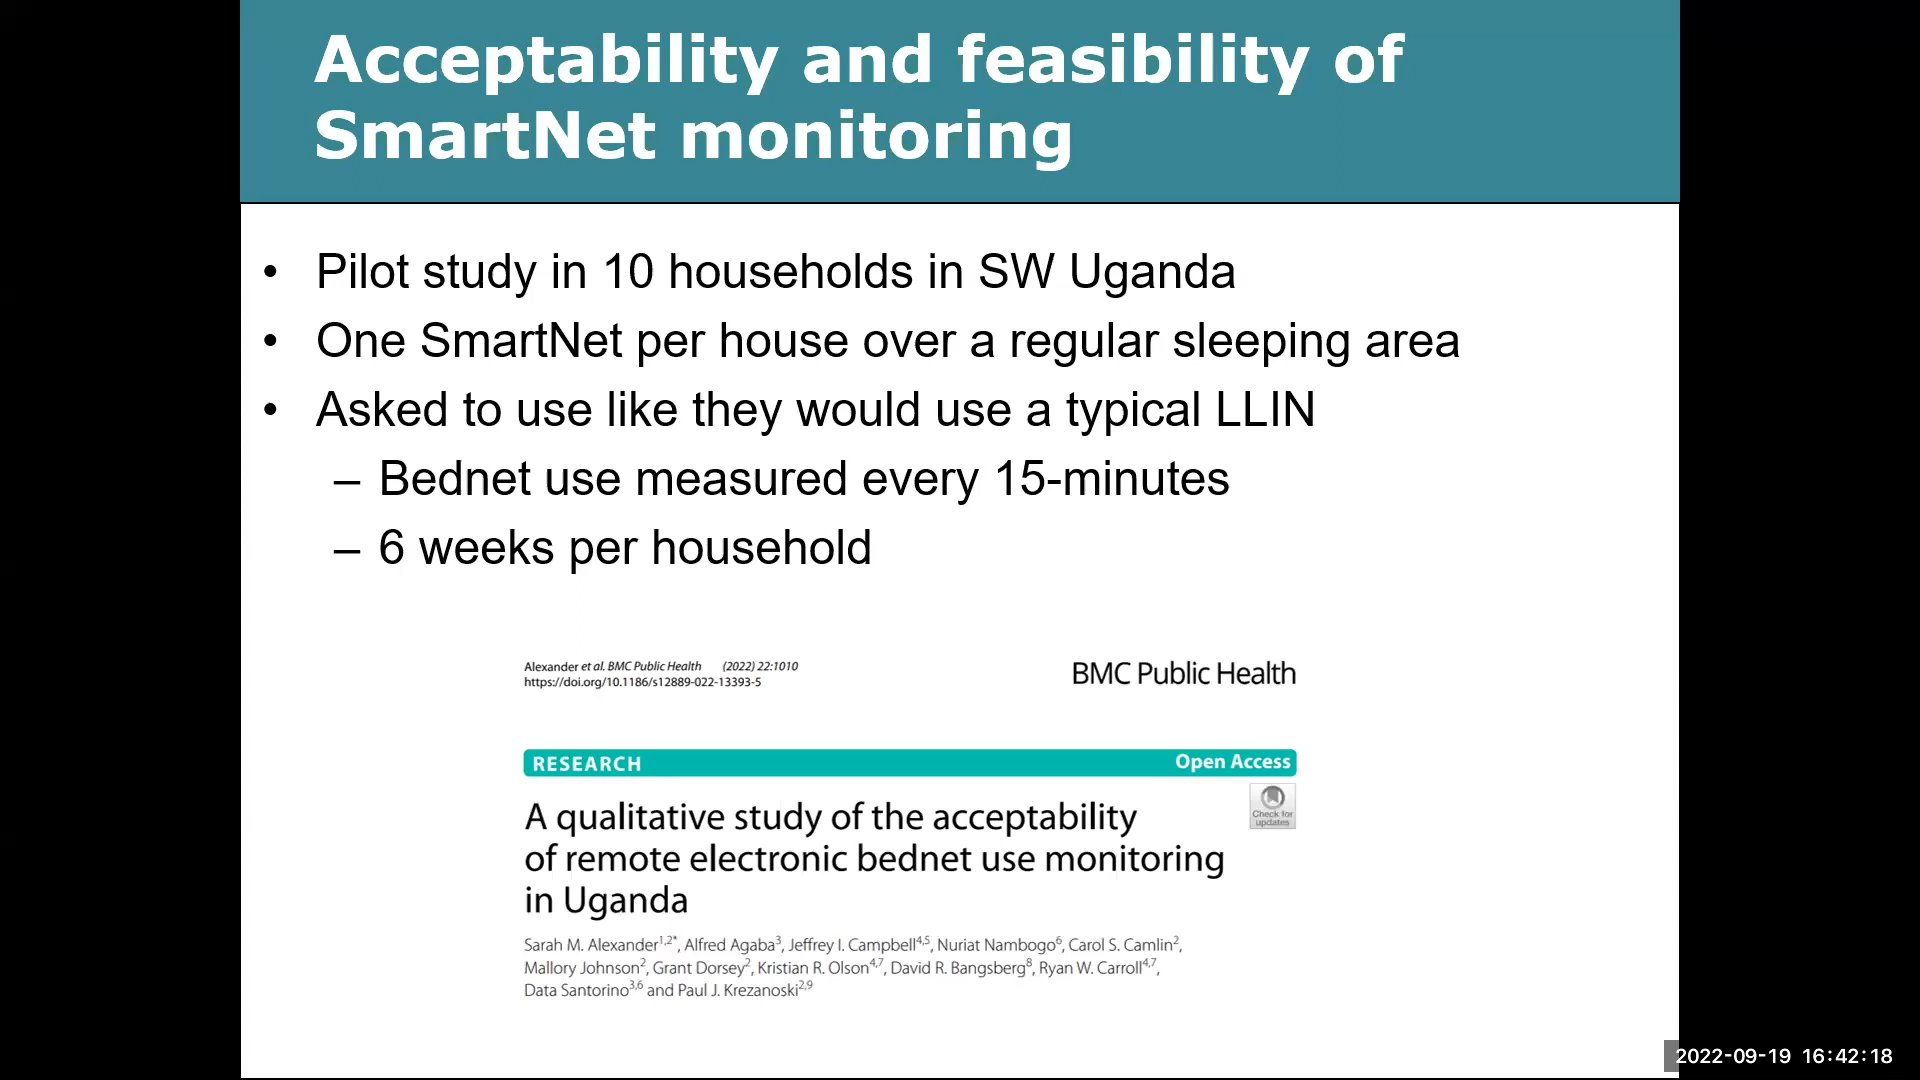 Acceptability and feasibility of
SmartNet monitoring
• Pilot study in 10 households in SW Uganda
• One SmartNet per house over a regular sleeping area
• Asked to use like they would use a typical LLIN
– Bednet use measured every 15-minutes
– 6 weeks per household
Alexander et al. BMC Public Health (2022) 22:1010
https://doi.org/10.1186/s12889-022-13393-5
BMC Public Health
RESEARCH
Open Access
Check for
updates
A qualitative study of the acceptability
of remote electronic bednet use monitoring
in Uganda
Sarah M. Alexander1,2*, Alfred Agaba3, Jeffrey I. Campbell4,5, Nuriat Nambogo6, Carol S. Camlin2,
Mallory Johnson2, Grant Dorsey2, Kristian R. Olson4,7, David R. Bangsberg8, Ryan W. Carroll4,7,
Data Santorino3,6 and Paul J. Krezanoski2,9
2022-09-19 16:42:18